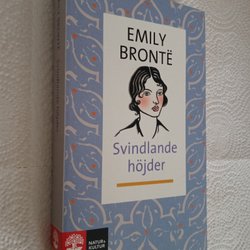 EMILY
BRONTË
Svindlande
höjder
NATUR &
KULTUR